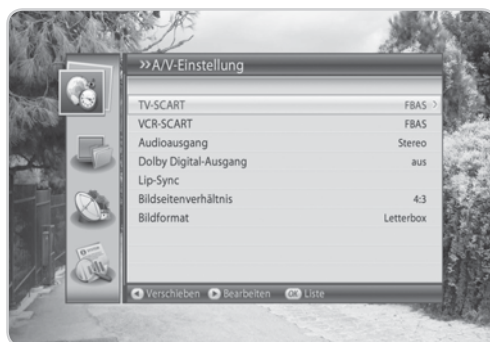 >>A/V-Einstellung
TV-SCART FBAS >
VCR-SCART FBAS
Audioausgang Stereo
Dolby Digital-Ausgang aus
Lip-Sync
Bildseitenverhältnis 4:3
Bildformat Letterbox
Verschieben Bearbeiten OK Liste